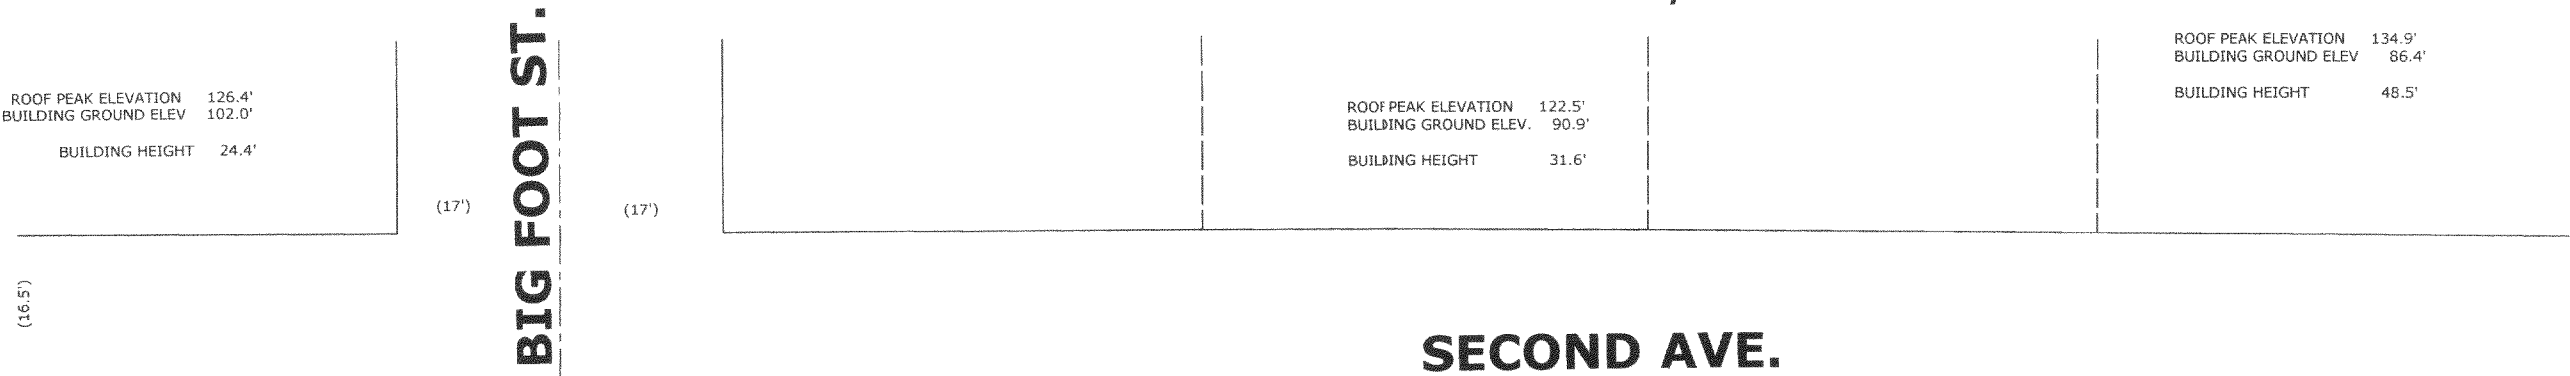 ROOF PEAK ELEVATION 126.4'
BUILDING GROUND ELEV 102.0'
BUILDING HEIGHT 24.4'
(17')
BIG FOOT ST.
(17')
(16.5')
ROOF PEAK ELEVATION 122.5'
BUILDING GROUND ELEV. 90.9'
BUILDING HEIGHT 31.6'
ROOF PEAK ELEVATION 134.9'
BUILDING GROUND ELEV 86.4'
BUILDING HEIGHT 48.5'
SECOND AVE.